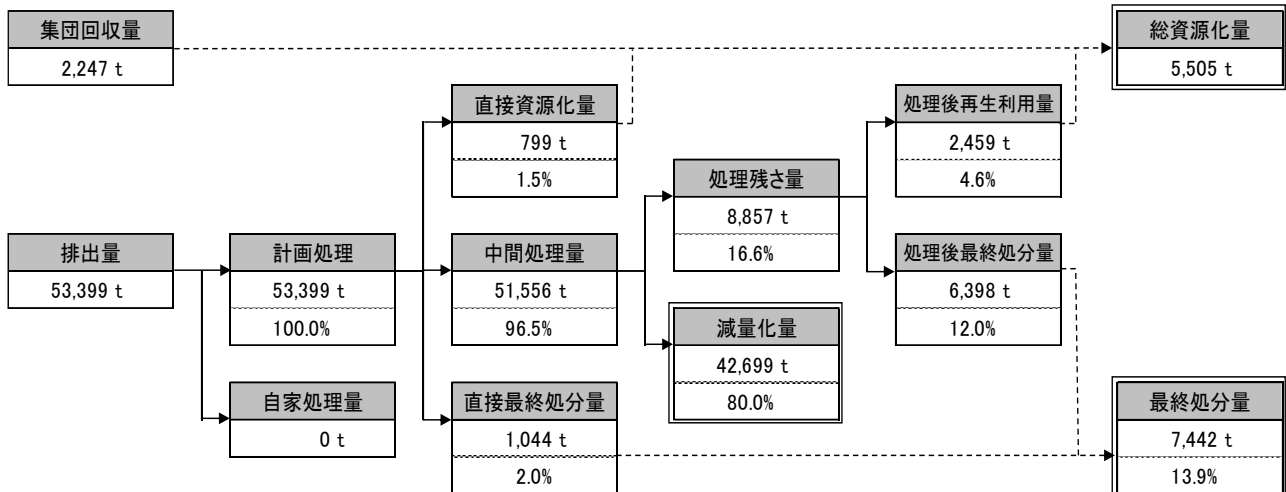 集団回収量
2,247 t
総資源化量
5,505 t
直接資源化量
799 t
1.5%
処理後再生利用量
2,459 t
4.6%
処理残さ量
8,857 t
16.6%
排出量
53,399 t
計画処理
53,399 t
100.0%
中間処理量
51,556 t
96.5%
処理後最終処分量
6,398 t
12.0%
減量化量
42,699 t
80.0%
自家処理量
0 t
直接最終処分量
1,044 t
2.0%
最終処分量
7,442 t
13.9%